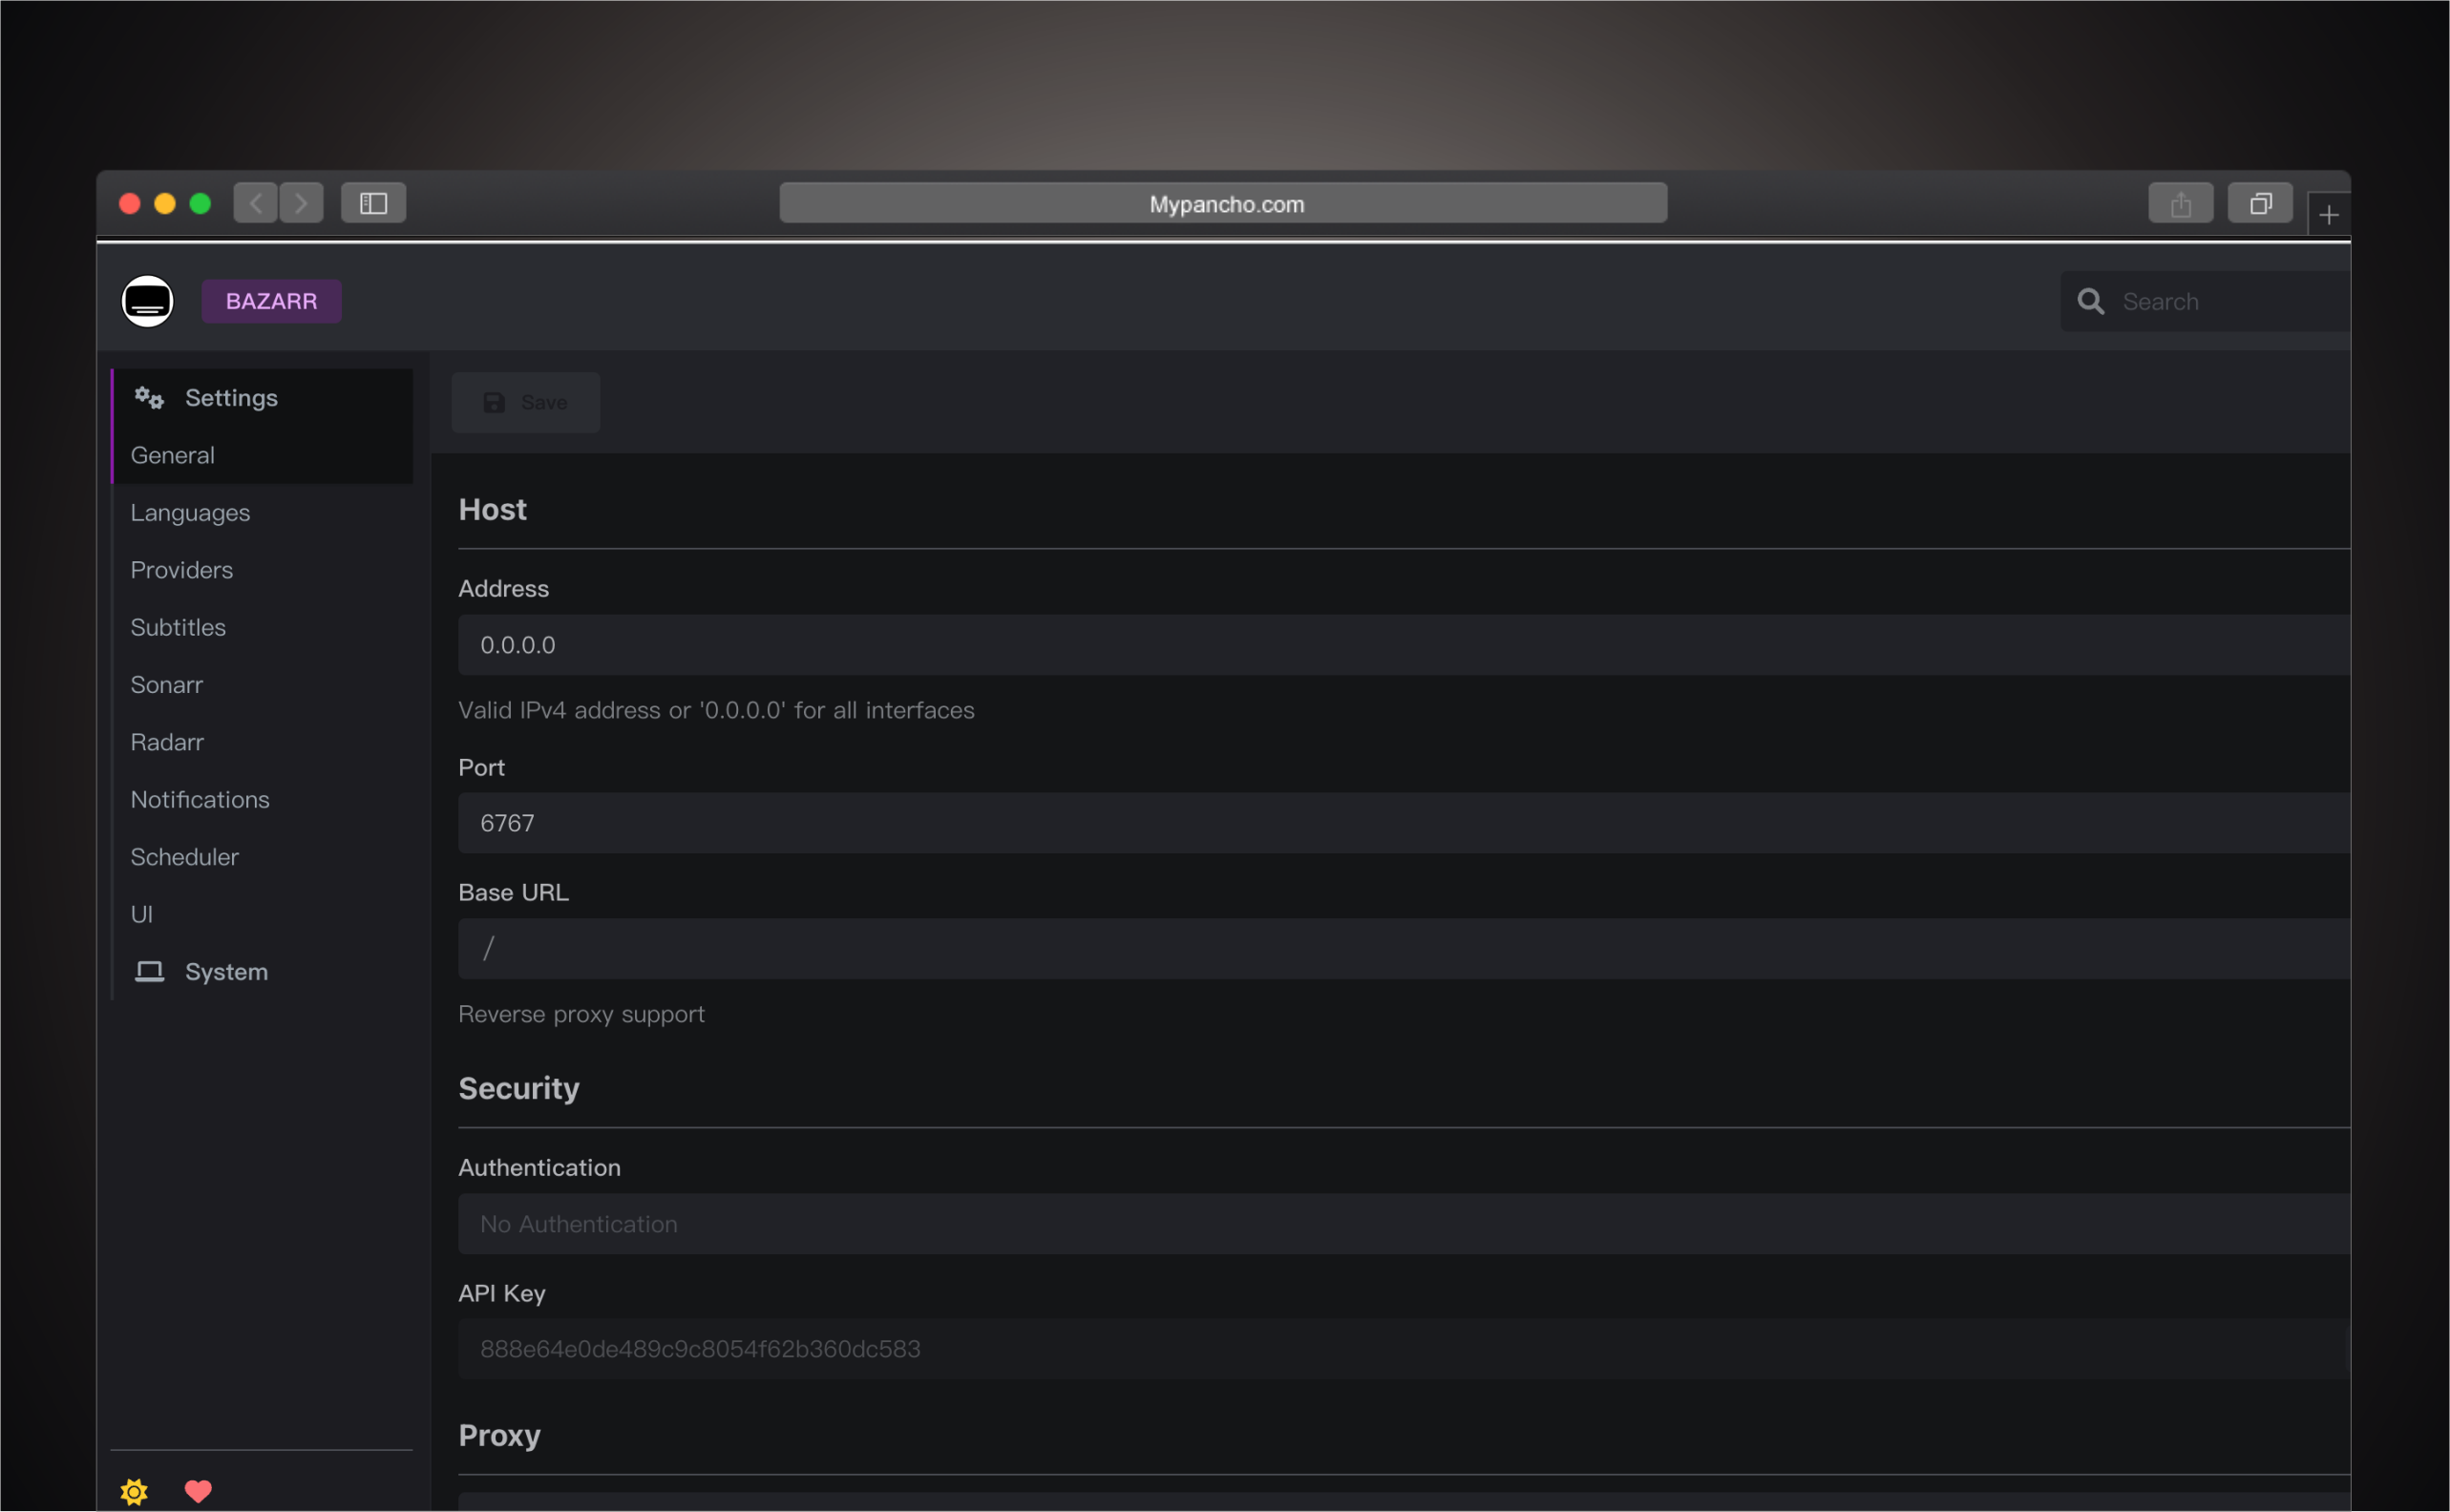 Mypancho.com
BAZARR
Search
Settings
General
Languages
Providers
Subtitles
Sonarr
Radarr
Notifications
Scheduler
UI
System
Save
Host
Address
0.0.0.0
Valid IPv4 address or '0.0.0.0' for all interfaces
Port
6767
Base URL
/
Reverse proxy support
Security
Authentication
No Authentication
API Key
888e64e0de489c9c8054f62b360dc583
Proxy